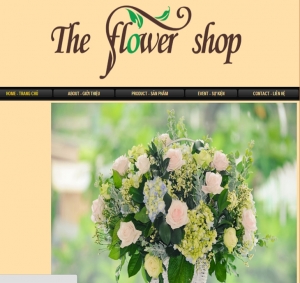 The flower shop
HOME - TRANG CHỦ ABOUT - GIỚI THIỆU PRODUCT - SẢN PHẨM EVENT - SỰ KIỆN CONTACT - LIÊN HỆ